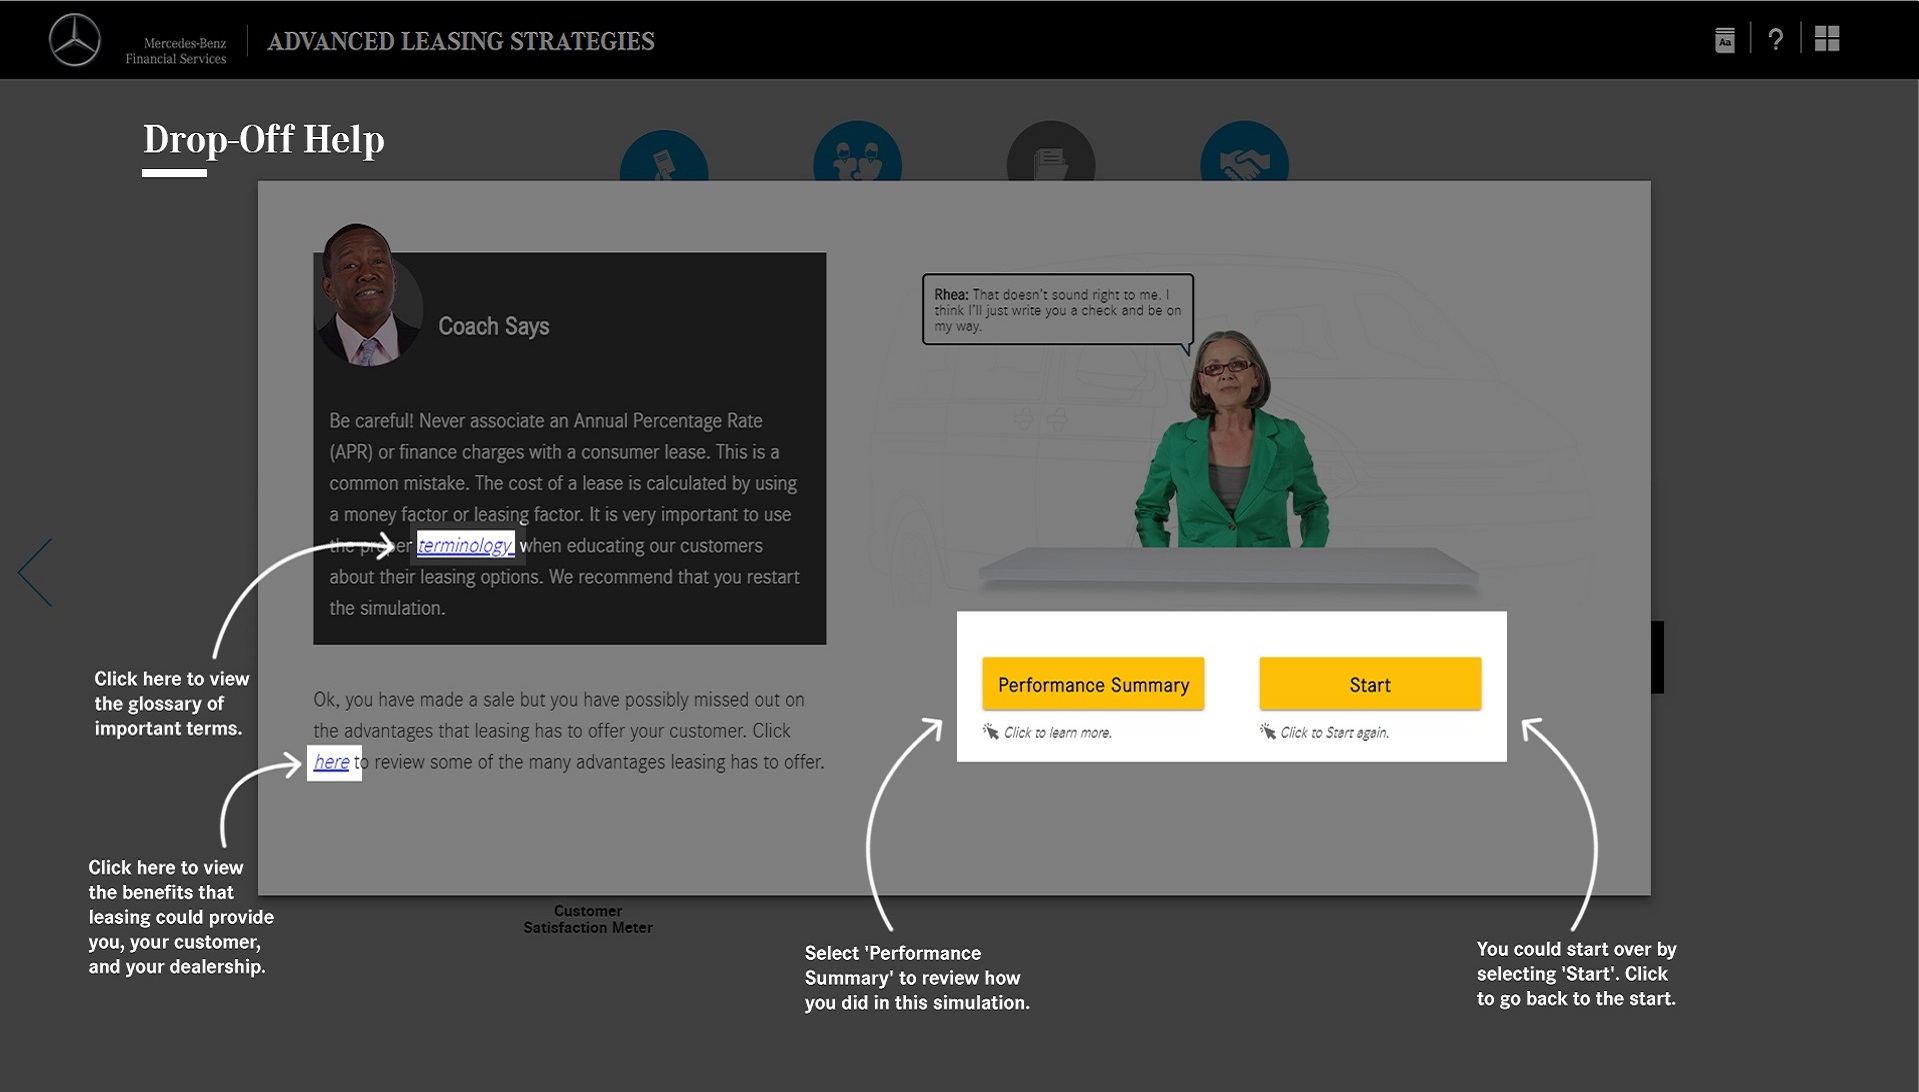 Mercedes-Benz
Financial Services
ADVANCED LEASING STRATEGIES
Aa
?
Drop-Off Help
Coach Says
Be careful! Never associate an Annual Percentage Rate
(APR) or finance charges with a consumer lease. This is a
common mistake. The cost of a lease is calculated by using
a money factor or leasing factor. It is very important to use
the proper terminology when educating our customers
about their leasing options. We recommend that you restart
the simulation.
Rhea: That doesn't sound right to me. I
think I'll just write you a check and be on
my way.
Click here to view
the glossary of
important terms.
Ok, you have made a sale but you have possibly missed out on
the advantages that leasing has to offer your customer. Click
here to review some of the many advantages leasing has to offer.
Performance Summary
Click to learn more.
Start
Click to Start again.
Click here to view
the benefits that
leasing could provide
you, your customer,
and your dealership.
Customer
Satisfaction Meter
Select 'Performance
Summary' to review how
you did in this simulation.
You could start over by
selecting 'Start'. Click
to go back to the start.